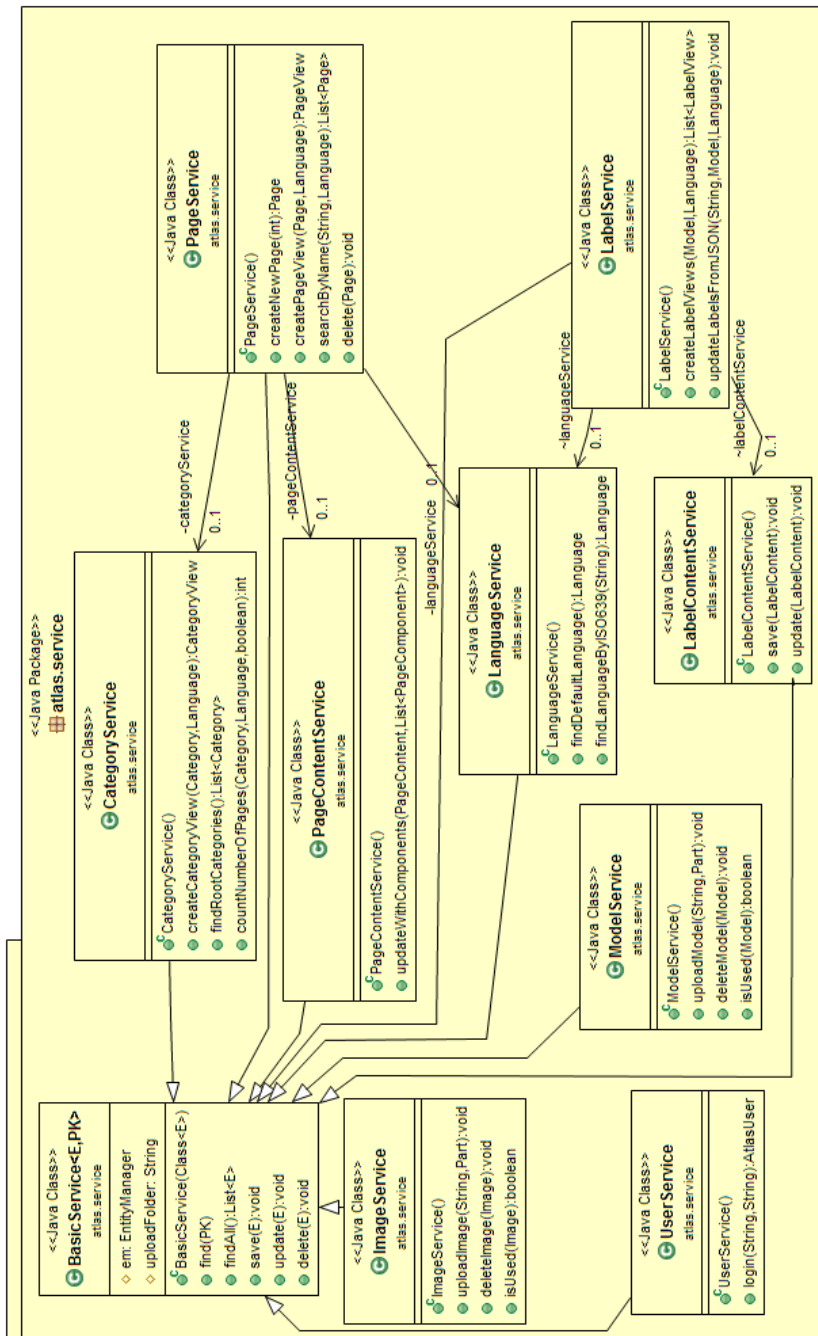 <<Java Package>>
atlas.service
<<Java Class>>
BasicService<E,PK>
atlas.service
em: EntityManager
uploadFolder: String
BasicService(Class<E>)
find(PK)
findAll():List<E>
save(E):void
update(E):void
delete(E):void
<<Java Class>>
CategoryService
atlas.service
CategoryService()
createCategoryView(Category,Language):CategoryView
findRootCategories():List<Category>
countNumberOfPages(Category,Language,boolean):int
<<Java Class>>
PageService
atlas.service
PageService()
createNewPage(int):Page
createPageView(Page,Language):PageView
searchByName(String,Language):List<Page>
delete(Page):void
-categoryService
0..1
-pageContentService
0..1
-languageService
0..1
<<Java Class>>
PageContentService
atlas.service
PageContentService()
updateWithComponents(PageContent,List<PageComponent>):void
<<Java Class>>
ImageService
atlas.service
ImageService()
uploadImage(String,Part):void
deleteImage(Image):void
isUsed(Image):boolean
<<Java Class>>
LanguageService
atlas.service
LanguageService()
findDefaultLanguage():Language
findLanguageByISO639(String):Language
<<Java Class>>
LabelService
atlas.service
LabelService()
createLabelViews(Model,Language):List<LabelView>
updateLabelsFromJSON(String,Model,Language):void
~languageService
0..1
~labelContentService
0..1
<<Java Class>>
ModelService
atlas.service
ModelService()
uploadModel(String,Part):void
deleteModel(Model):void
isUsed(Model):boolean
<<Java Class>>
UserService
atlas.service
UserService()
login(String,String):AtlasUser
<<Java Class>>
LabelContentService
atlas.service
LabelContentService()
save(LabelContent):void
update(LabelContent):void